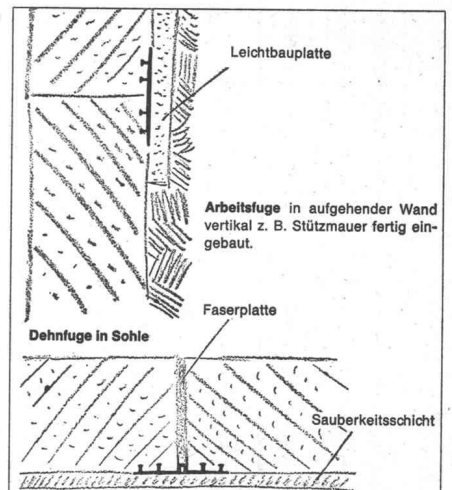 Leichtbauplatte
Arbeitsfuge in aufgehender Wand
vertikal z. B. Stützmauer fertig ein-
gebaut.
Faserplatte
Dehnfuge in Sohle
Sauberkeitsschicht